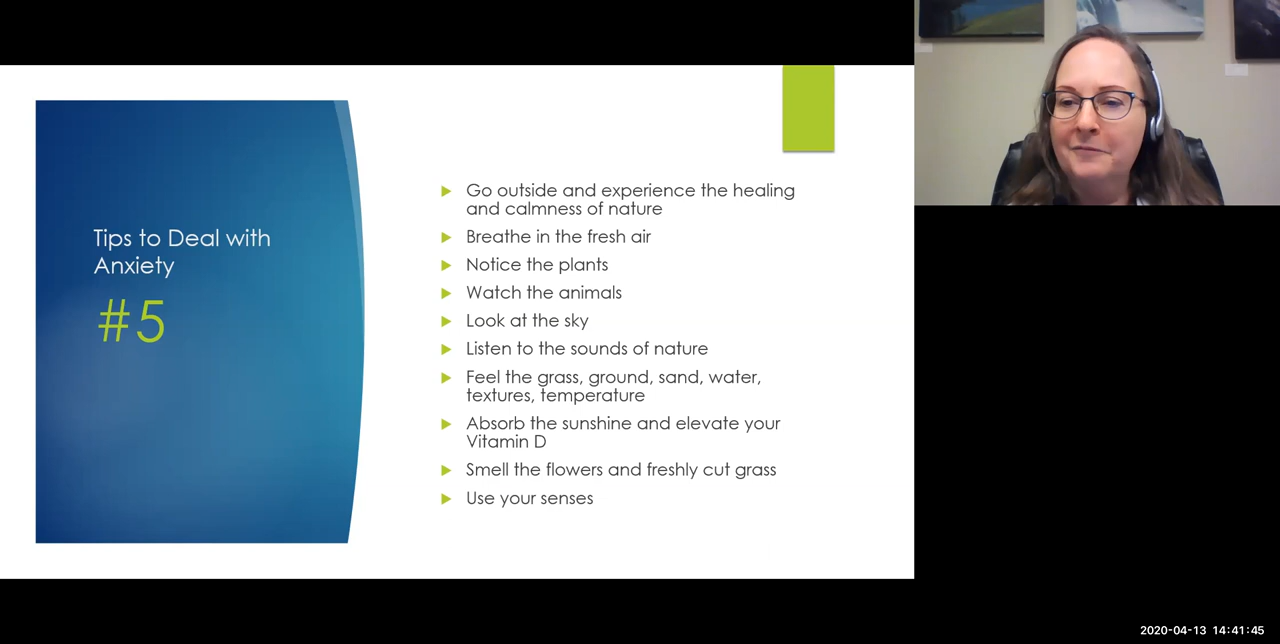 Tips to Deal with
Anxiety
#5
Go outside and experience the healing
and calmness of nature
Breathe in the fresh air
Notice the plants
Watch the animals
Look at the sky
Listen to the sounds of nature
Feel the grass, ground, sand, water,
textures, temperature
Absorb the sunshine and elevate your
Vitamin D
Smell the flowers and freshly cut grass
Use your senses
2020-04-13 14:41:45